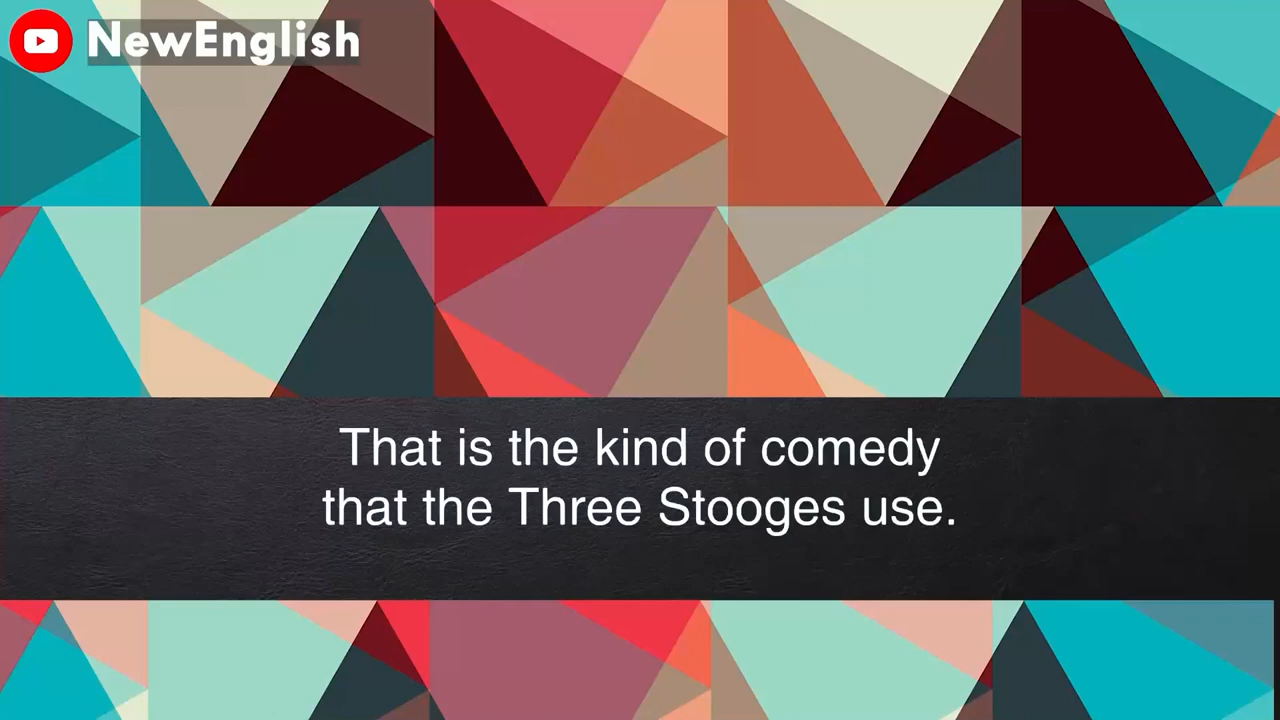 NewEnglish
That is the kind of comedy
that the Three Stooges use.